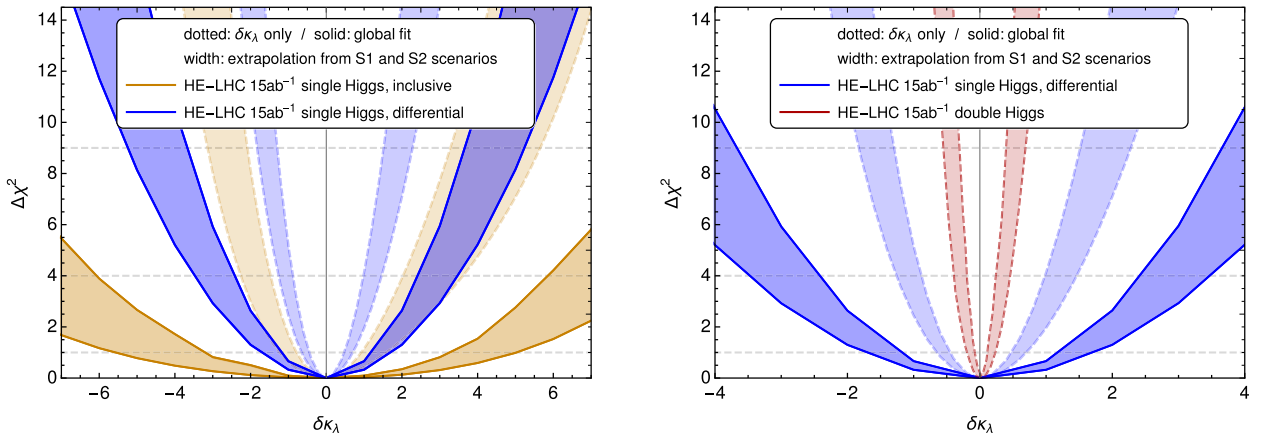 dotted: δκλ only / solid: global fit
width: extrapolation from S1 and S2 scenarios
HE−LHC 15ab⁻¹ single Higgs, inclusive
HE−LHC 15ab⁻¹ single Higgs, differential
14
12
10
8
6
4
2
0
Δχ²
−6 −4 −2 0 2 4 6
δκλ
dotted: δκλ only / solid: global fit
width: extrapolation from S1 and S2 scenarios
HE−LHC 15ab⁻¹ single Higgs, differential
HE−LHC 15ab⁻¹ double Higgs
14
12
10
8
6
4
2
0
Δχ²
−4 −2 0 2 4
δκλ